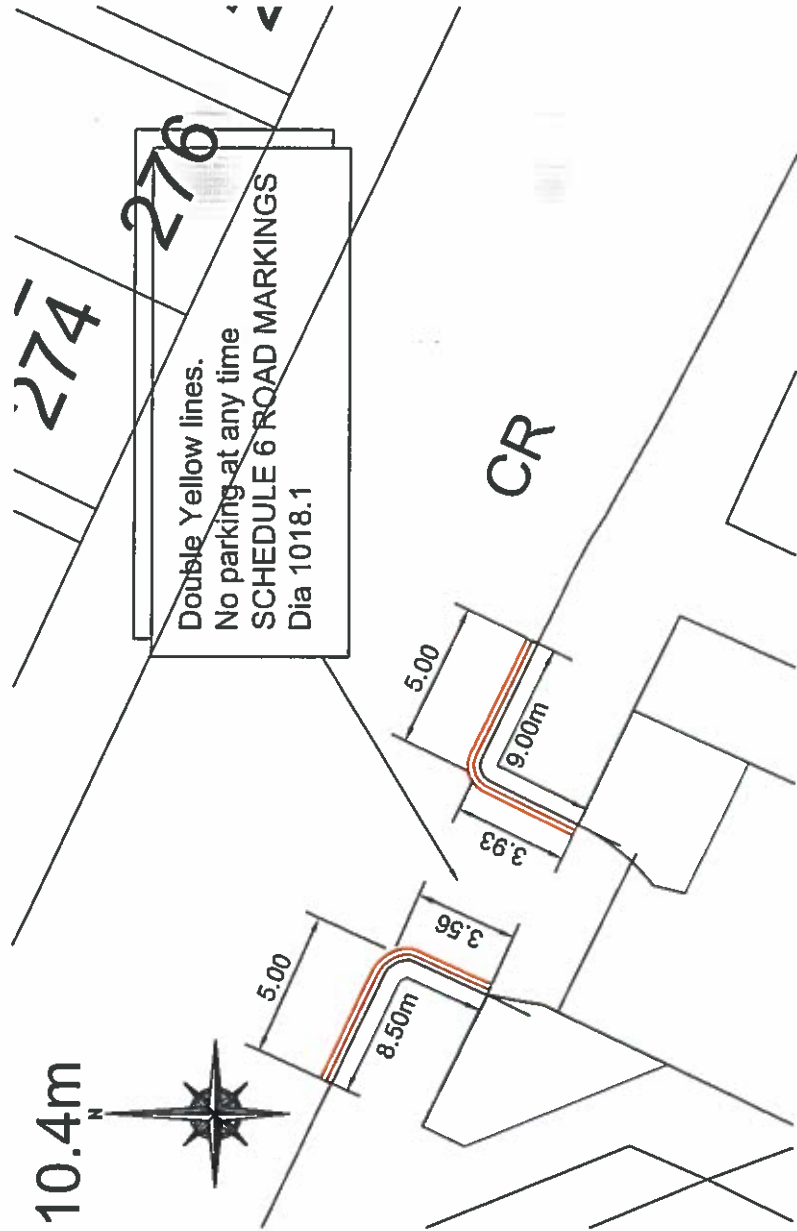 10.4m
N
274
276
Double Yellow lines.
No parking at any time
SCHEDULE 6 ROAD MARKINGS
Dia 1018.1
CR
5.00
8.50m
3.56
5.00
9.00m
3.93